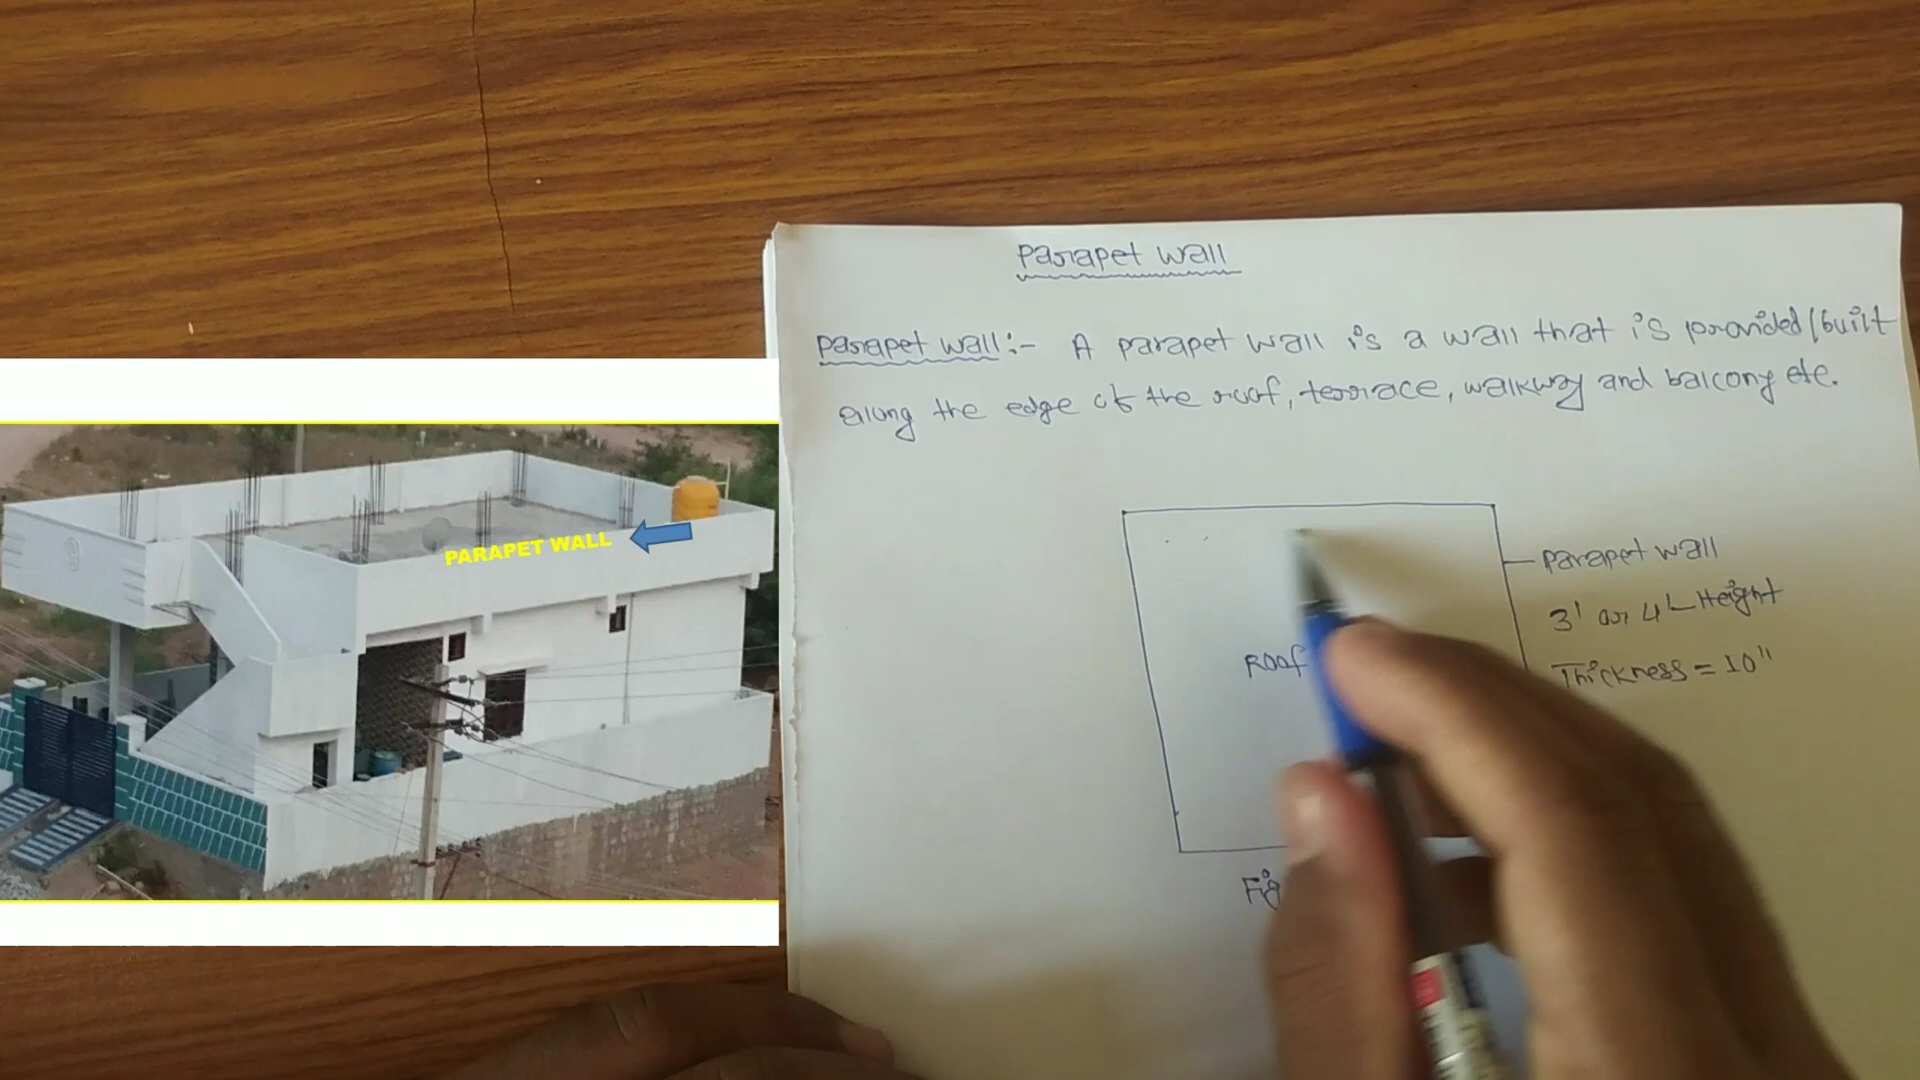 Parapet wall
Parapet wall:- A parapet wall is a wall that is provided/built
along the edge of the roof, terrace, walkway and balcony etc.
PARAPET WALL
Parapet wall
3' or 4' Height
Roof
Thickness = 10"